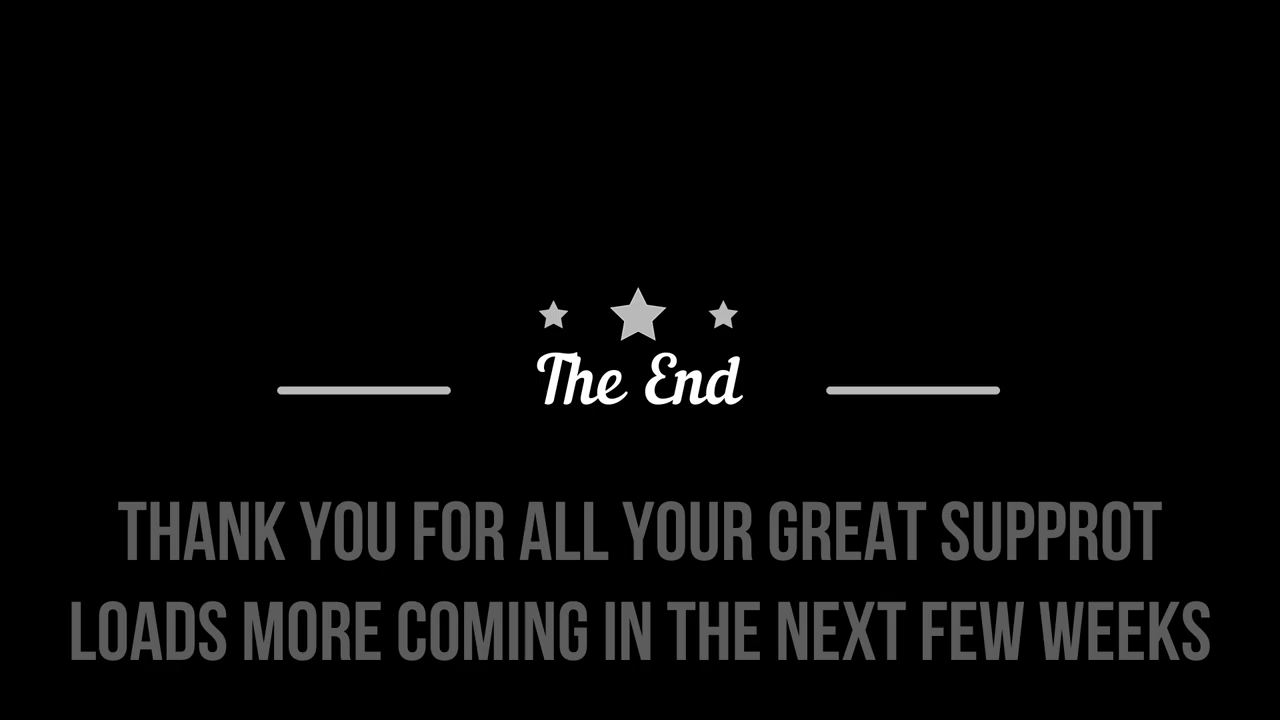 The End
THANK YOU FOR ALL YOUR GREAT SUPPROT
LOADS MORE COMING IN THE NEXT FEW WEEKS